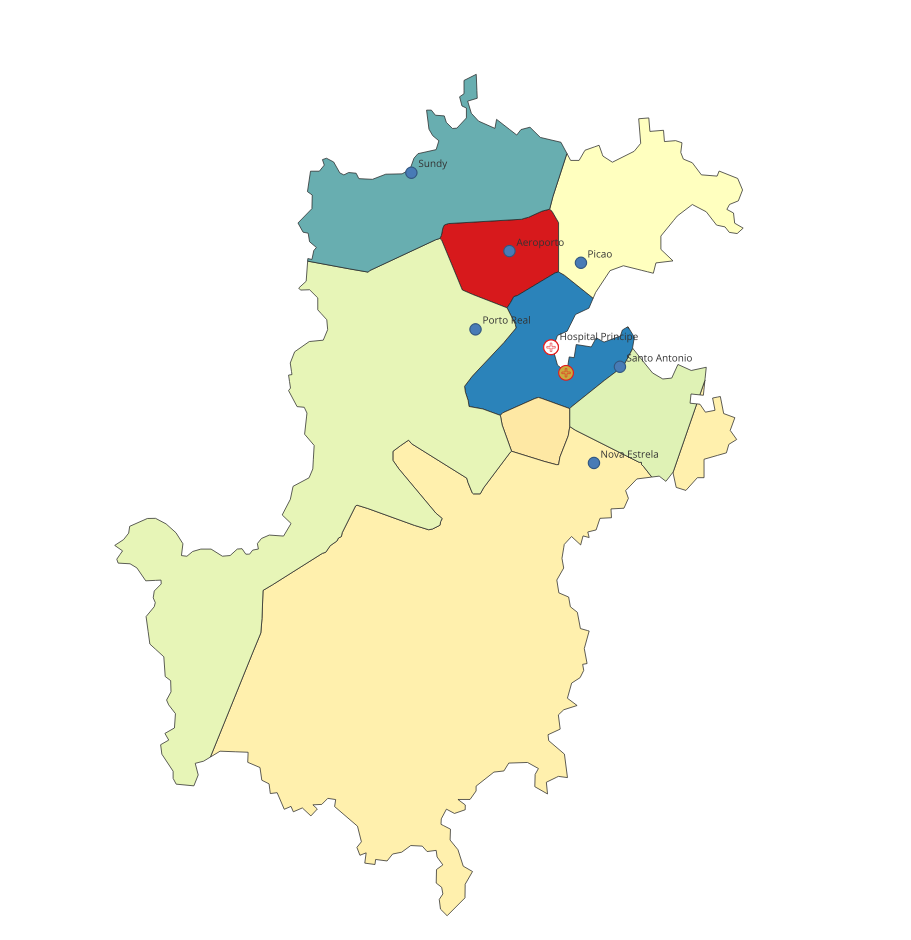 Sundy
Aeroporto
Picao
Porto Real
Hospital Principe
Santo Antonio
Nova Estrela